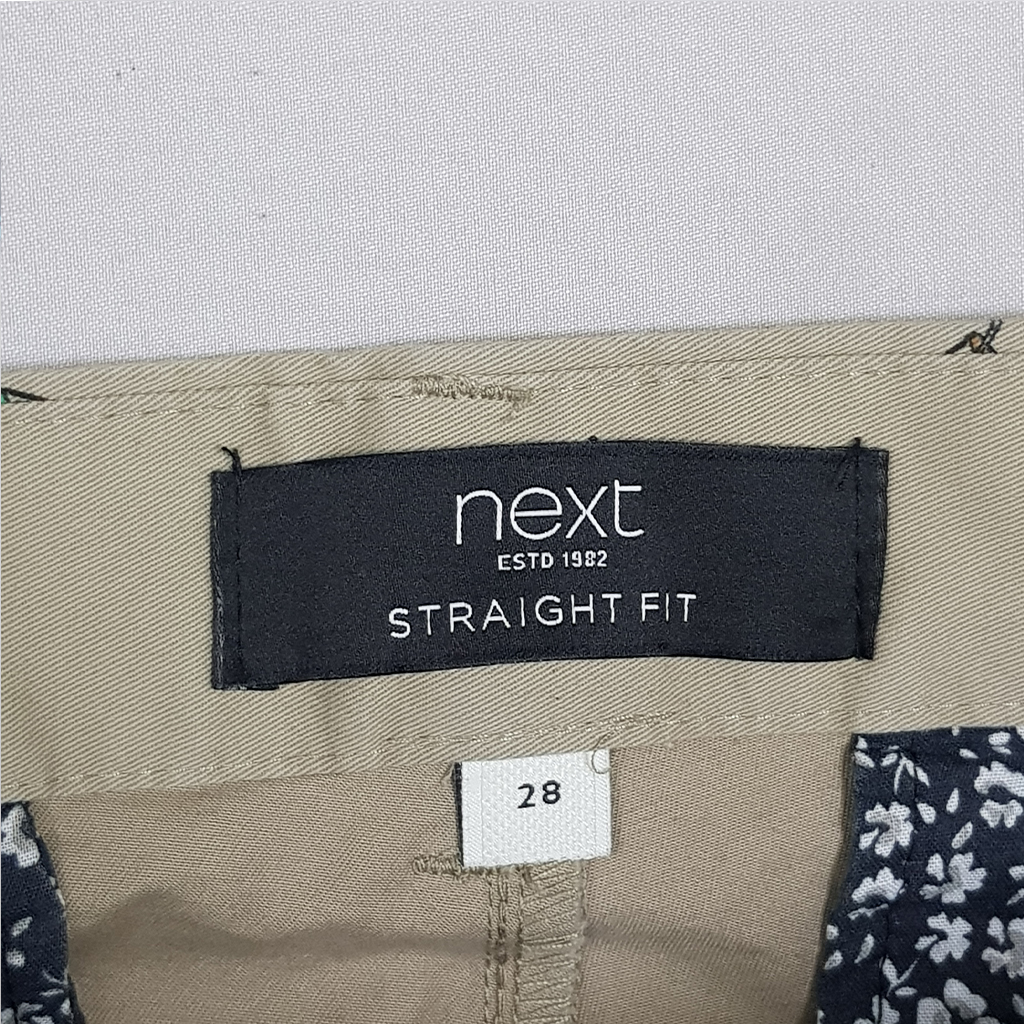 next
ESTD 1982
STRAIGHT FIT
28